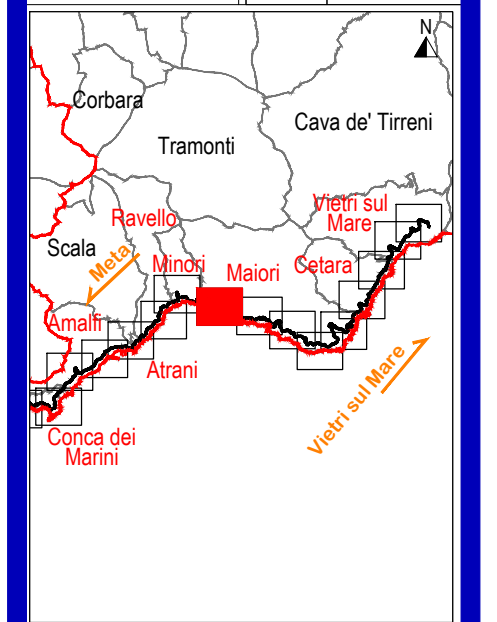 N
Corbara
Cava de' Tirreni
Tramonti
Vietri sul
Mare
Ravello
Scala
Meta
Minori
Maiori
Cetara
Amalfi
Atrani
Vietri sul Mare
Conca dei
Marini